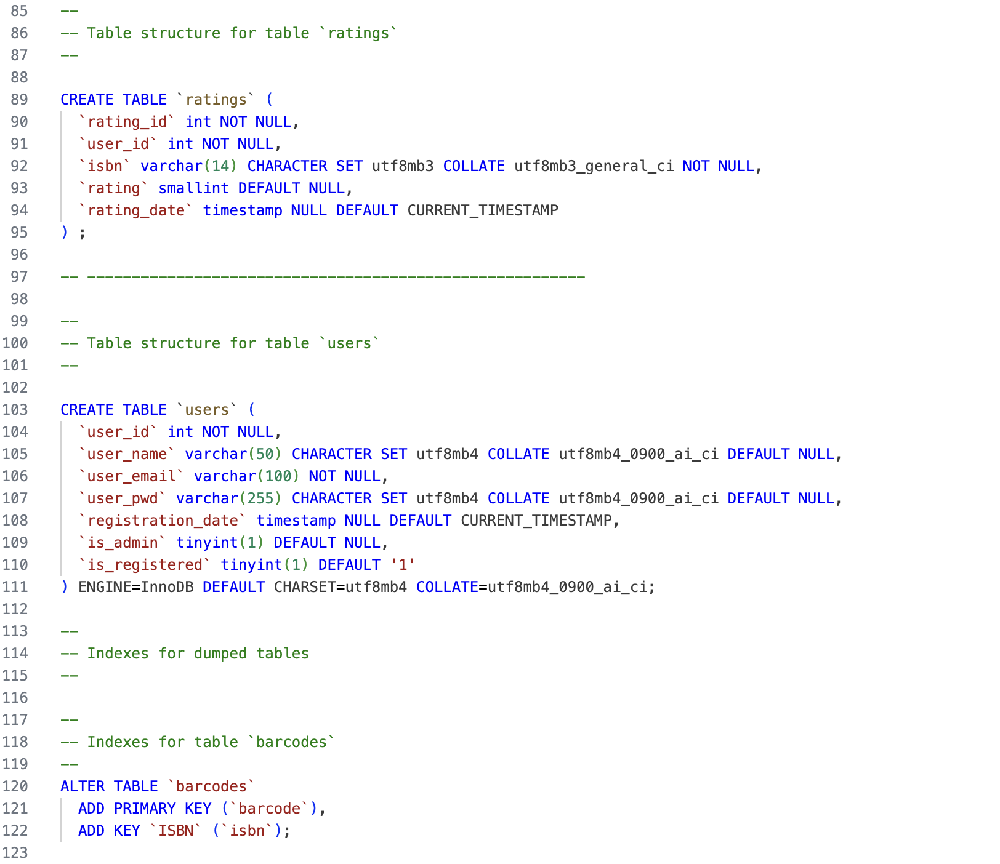 85 --
86 -- Table structure for table `ratings`
87 --
88
89 CREATE TABLE `ratings` (
90   `rating_id` int NOT NULL,
91   `user_id` int NOT NULL,
92   `isbn` varchar(14) CHARACTER SET utf8mb3 COLLATE utf8mb3_general_ci NOT NULL,
93   `rating` smallint DEFAULT NULL,
94   `rating_date` timestamp NULL DEFAULT CURRENT_TIMESTAMP
95 ) ;
96
97 -- --------------------------------------------------------
98
99 --
100 -- Table structure for table `users`
101 --
102
103 CREATE TABLE `users` (
104   `user_id` int NOT NULL,
105   `user_name` varchar(50) CHARACTER SET utf8mb4 COLLATE utf8mb4_0900_ai_ci DEFAULT NULL,
106   `user_email` varchar(100) NOT NULL,
107   `user_pwd` varchar(255) CHARACTER SET utf8mb4 COLLATE utf8mb4_0900_ai_ci DEFAULT NULL,
108   `registration_date` timestamp NULL DEFAULT CURRENT_TIMESTAMP,
109   `is_admin` tinyint(1) DEFAULT NULL,
110   `is_registered` tinyint(1) DEFAULT '1'
111 ) ENGINE=InnoDB DEFAULT CHARSET=utf8mb4 COLLATE=utf8mb4_0900_ai_ci;
112
113 --
114 -- Indexes for dumped tables
115 --
116
117 --
118 -- Indexes for table `barcodes`
119 --
120 ALTER TABLE `barcodes`
121   ADD PRIMARY KEY (`barcode`),
122   ADD KEY `ISBN` (`isbn`);
123